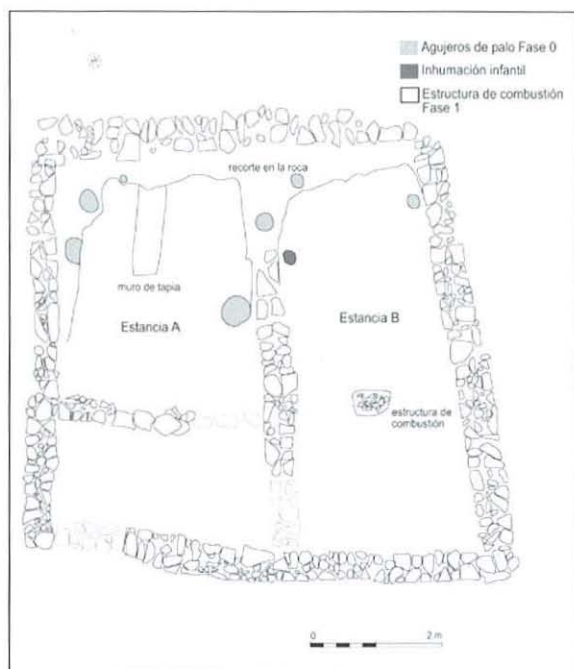 Agujeros de palo Fase 0
Inhumación infantil
Estructura de combustión
Fase 1
recorte en la roca
muro de tapia
Estancia A
Estancia B
estructura de
combustión
0
2 m